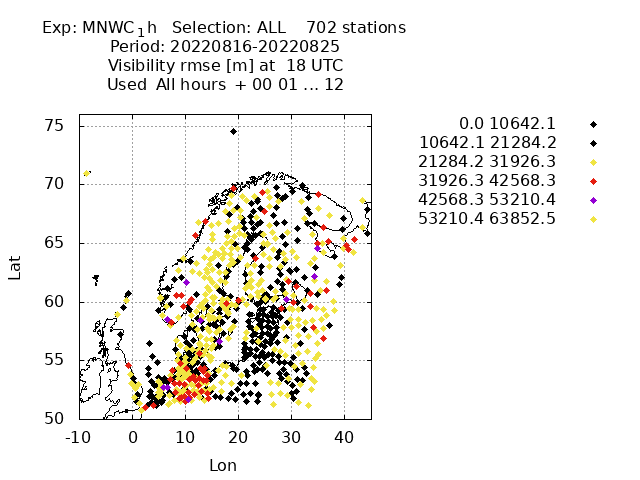 Exp: MNWC_1h   Selection: ALL    702 stations
Period: 20220816-20220825
Visibility rmse [m] at  18 UTC
Used  All hours  + 00 01 ... 12
0.0 10642.1
10642.1 21284.2
21284.2 31926.3
31926.3 42568.3
42568.3 53210.4
53210.4 63852.5
75
70
65
60
55
50
Lat
-10 0 10 20 30 40
Lon